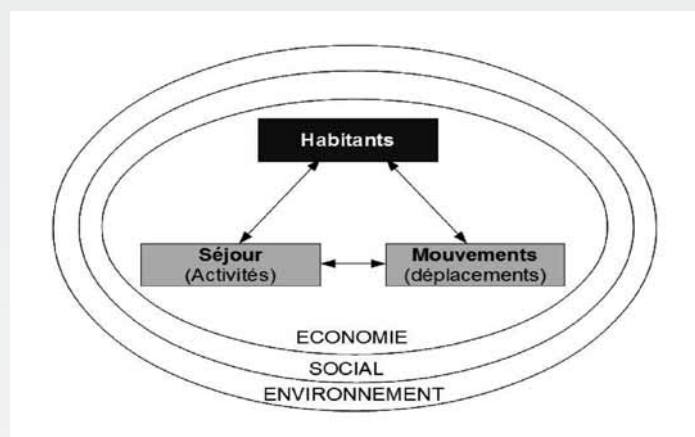 Habitants
Séjour
(Activités)
Mouvements
(déplacements)
ECONOMIE
SOCIAL
ENVIRONNEMENT